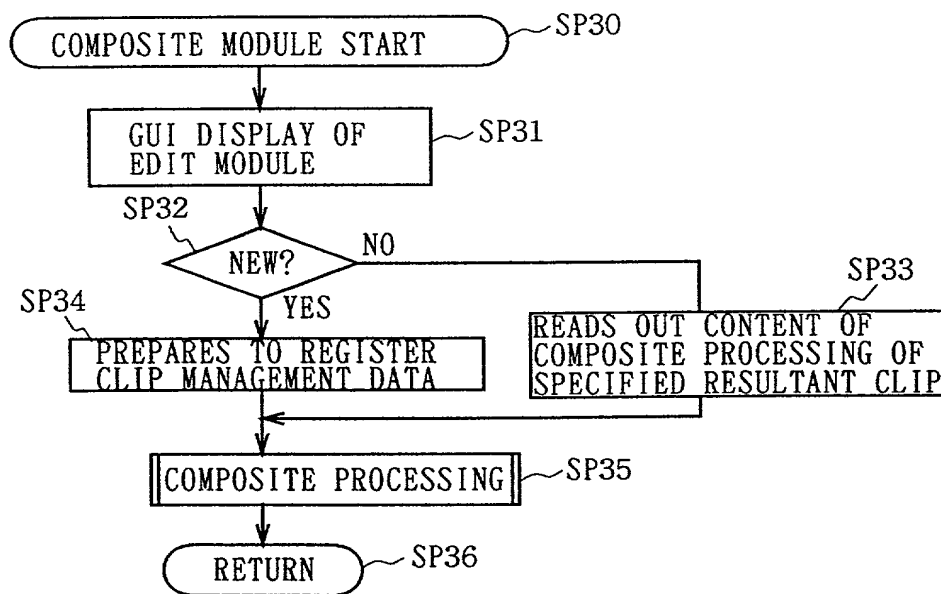 COMPOSITE MODULE START
SP30
GUI DISPLAY OF
EDIT MODULE
SP31
SP32
NEW?
NO
YES
SP33
READS OUT CONTENT OF
COMPOSITE PROCESSING OF
SPECIFIED RESULTANT CLIP
SP34
PREPARES TO REGISTER
CLIP MANAGEMENT DATA
COMPOSITE PROCESSING
SP35
RETURN
SP36